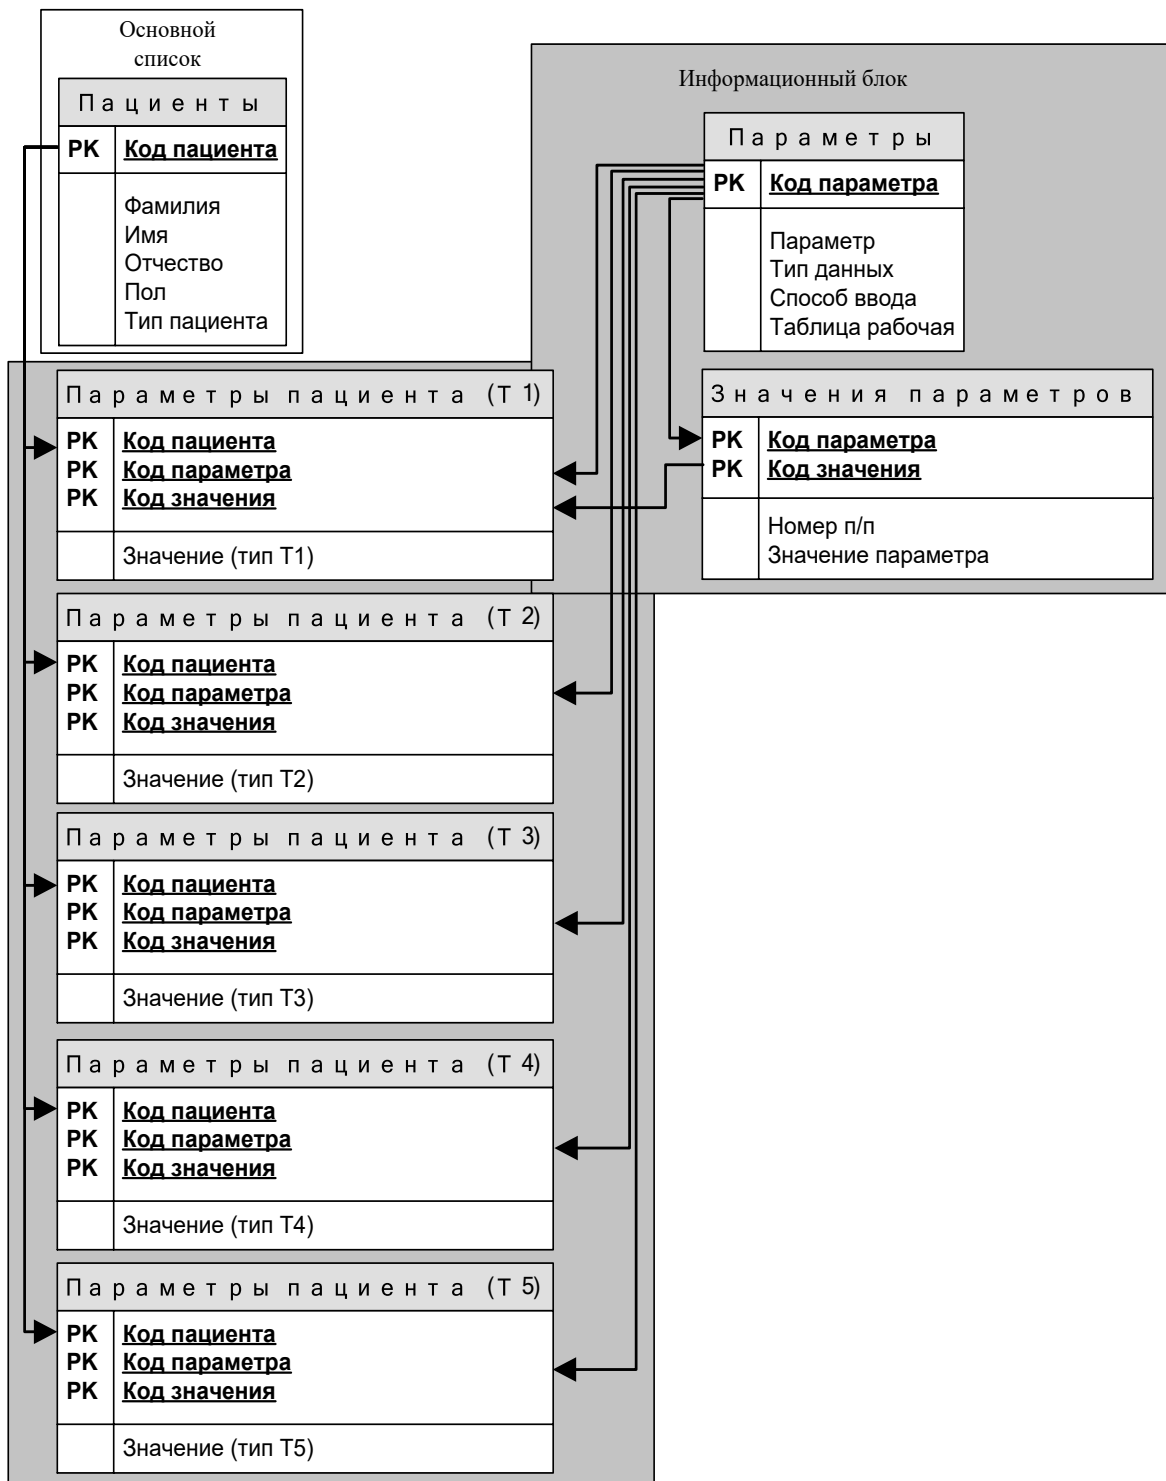 Основной
список
Пациенты
PK Код пациента
Фамилия
Имя
Отчество
Пол
Тип пациента
Информационный блок
Параметры
PK Код параметра
Параметр
Тип данных
Способ ввода
Таблица рабочая
Значения параметров
PK Код параметра
PK Код значения
Номер п/п
Значение параметра
Параметры пациента (Т 1)
PK Код пациента
PK Код параметра
PK Код значения
Значение (тип Т1)
Параметры пациента (Т 2)
PK Код пациента
PK Код параметра
PK Код значения
Значение (тип Т2)
Параметры пациента (Т 3)
PK Код пациента
PK Код параметра
PK Код значения
Значение (тип Т3)
Параметры пациента (Т 4)
PK Код пациента
PK Код параметра
PK Код значения
Значение (тип Т4)
Параметры пациента (Т 5)
PK Код пациента
PK Код параметра
PK Код значения
Значение (тип Т5)